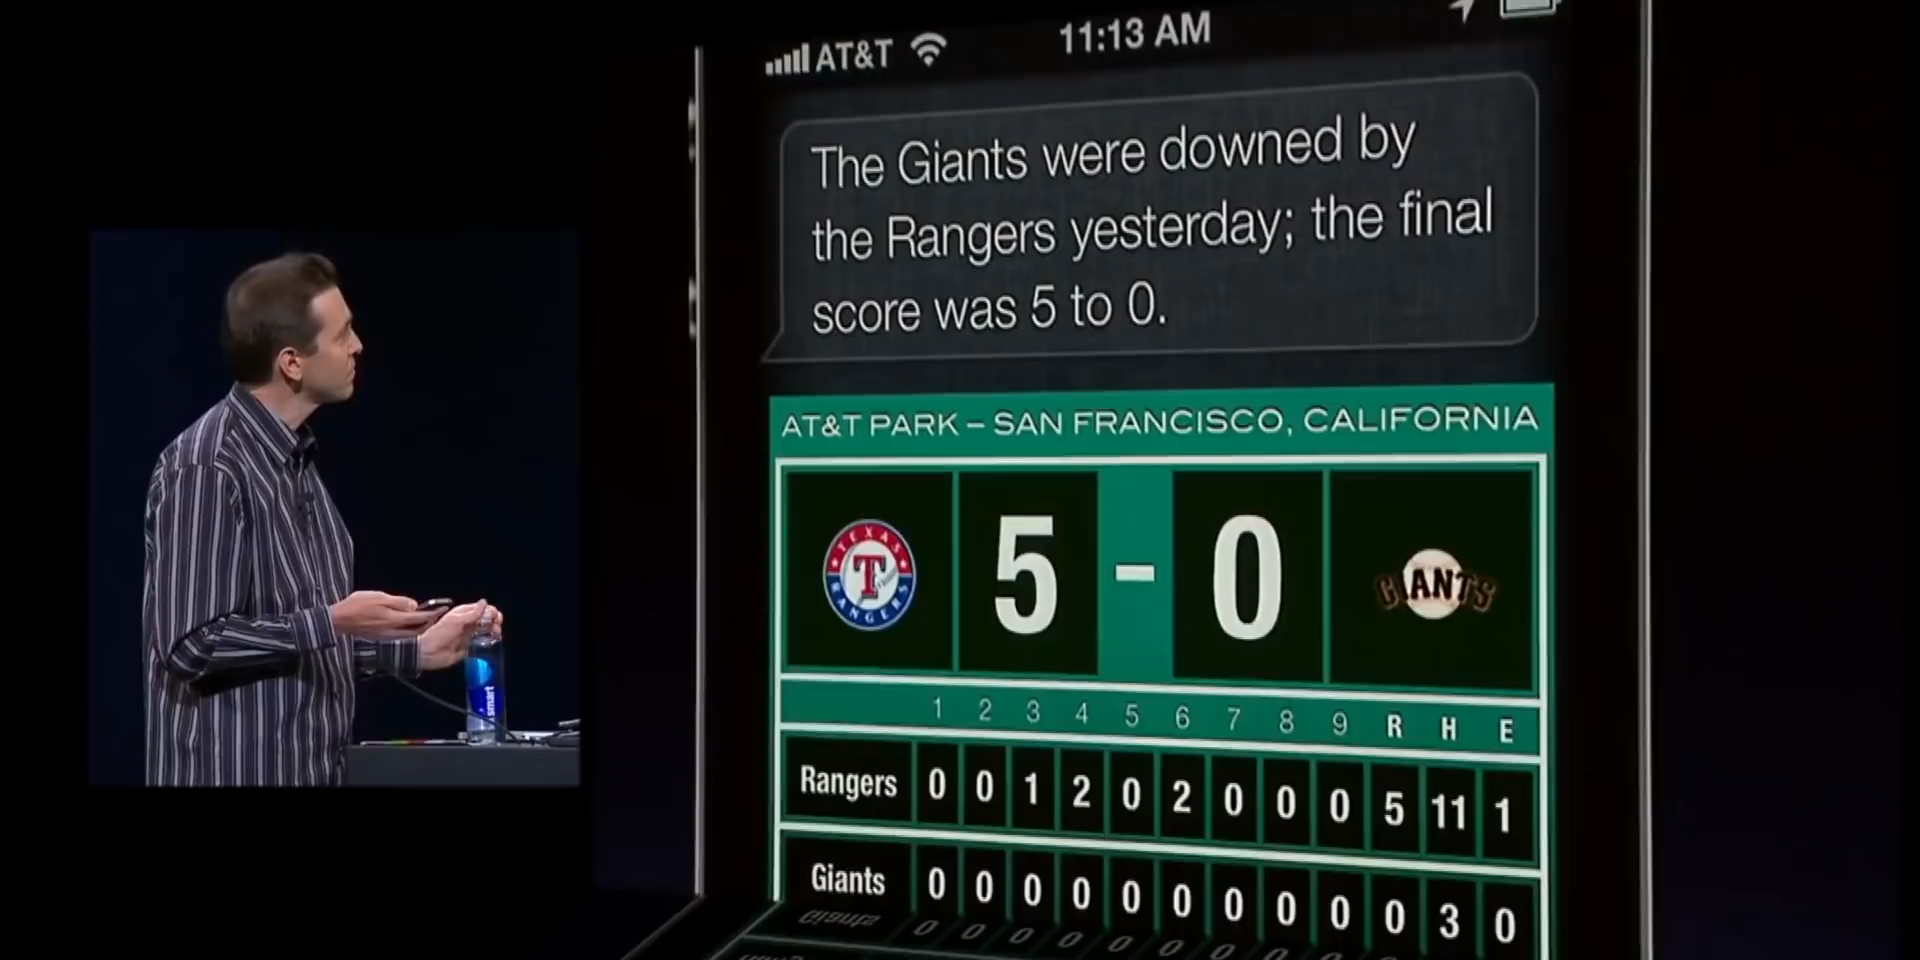 AT&T 11:13 AM
The Giants were downed by
the Rangers yesterday; the final
score was 5 to 0.
AT&T PARK – SAN FRANCISCO, CALIFORNIA
TEXAS T RANGERS 5 - 0 GIANTS
1 2 3 4 5 6 7 8 9 R H E
Rangers 0 0 1 2 0 2 0 0 0 5 11 1
Giants 0 0 0 0 0 0 0 0 0 0 3 0
smart